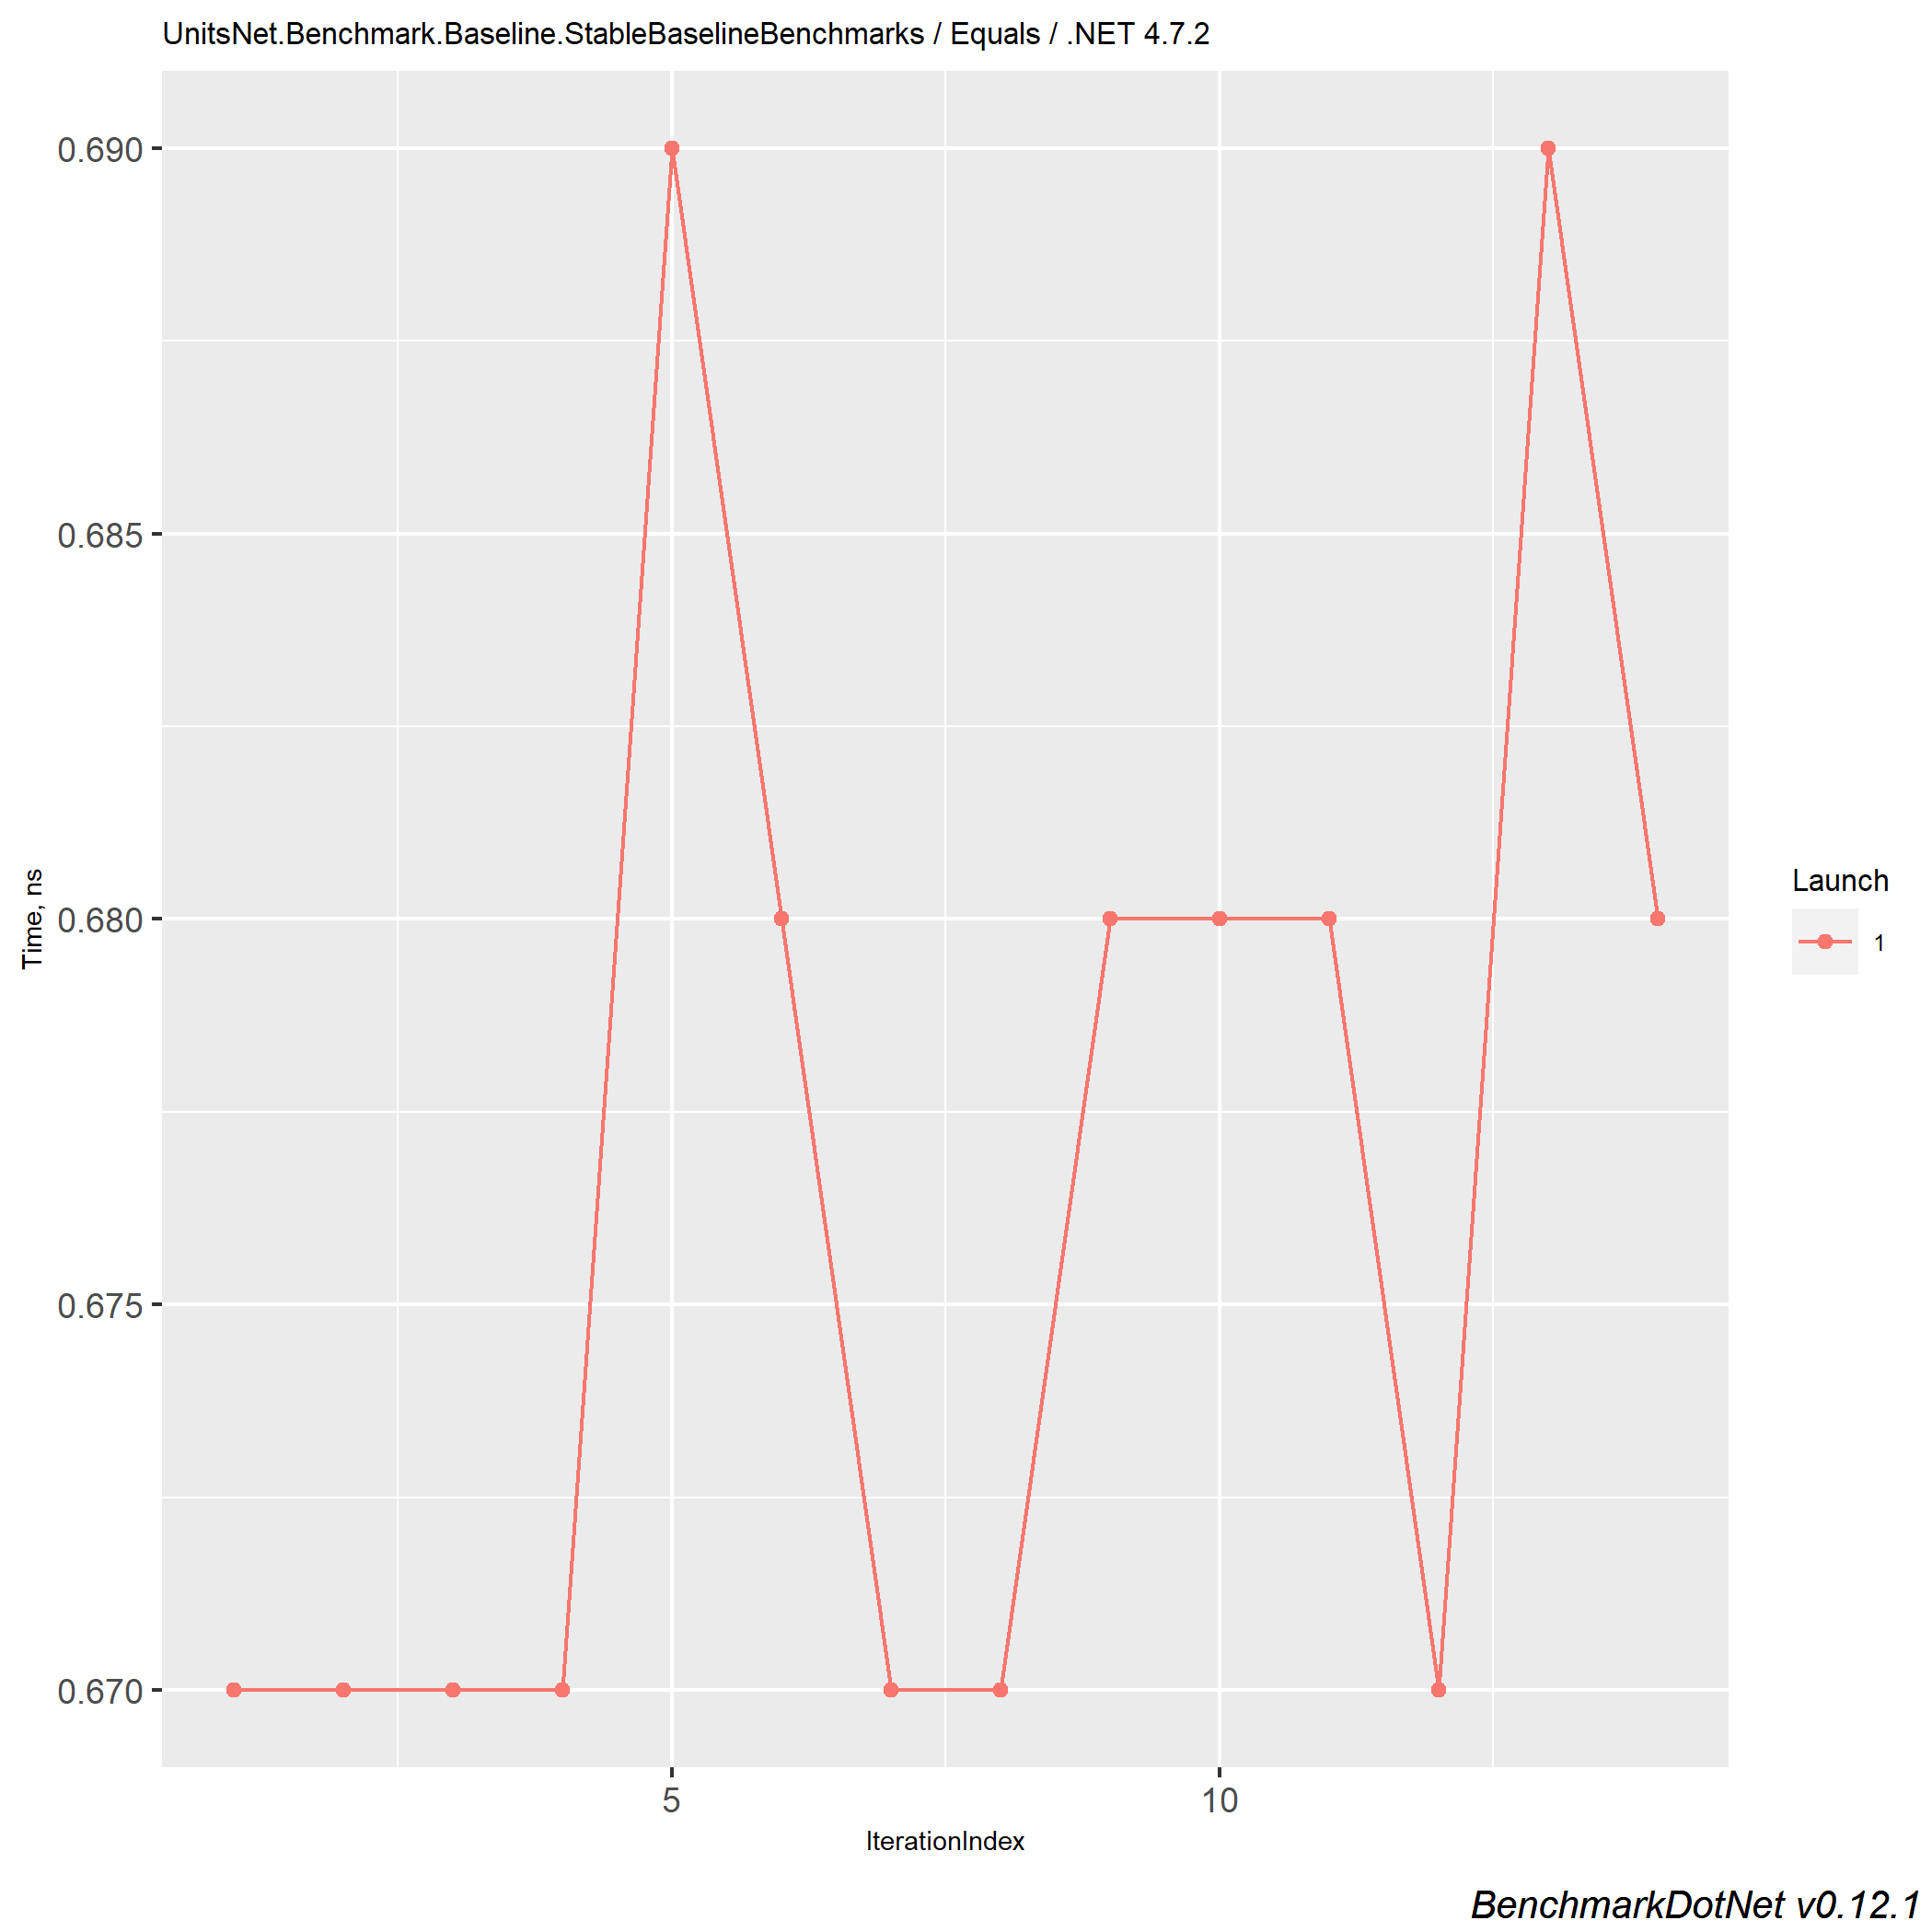 UnitsNet.Benchmark.Baseline.StableBaselineBenchmarks / Equals / .NET 4.7.2
0.690
0.685
0.680
0.675
0.670
Time, ns
5
10
IterationIndex
Launch
1
BenchmarkDotNet v0.12.1